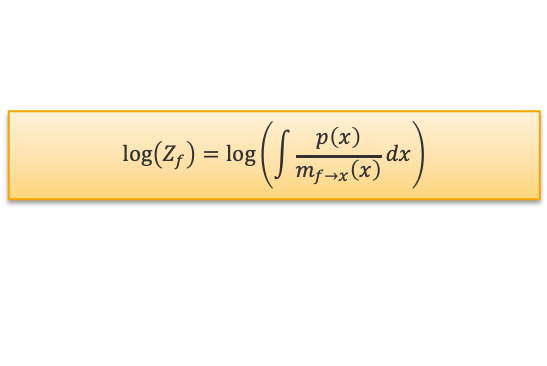 log(Z_f) = log(∫ p(x)/m_{f→x}(x) dx)